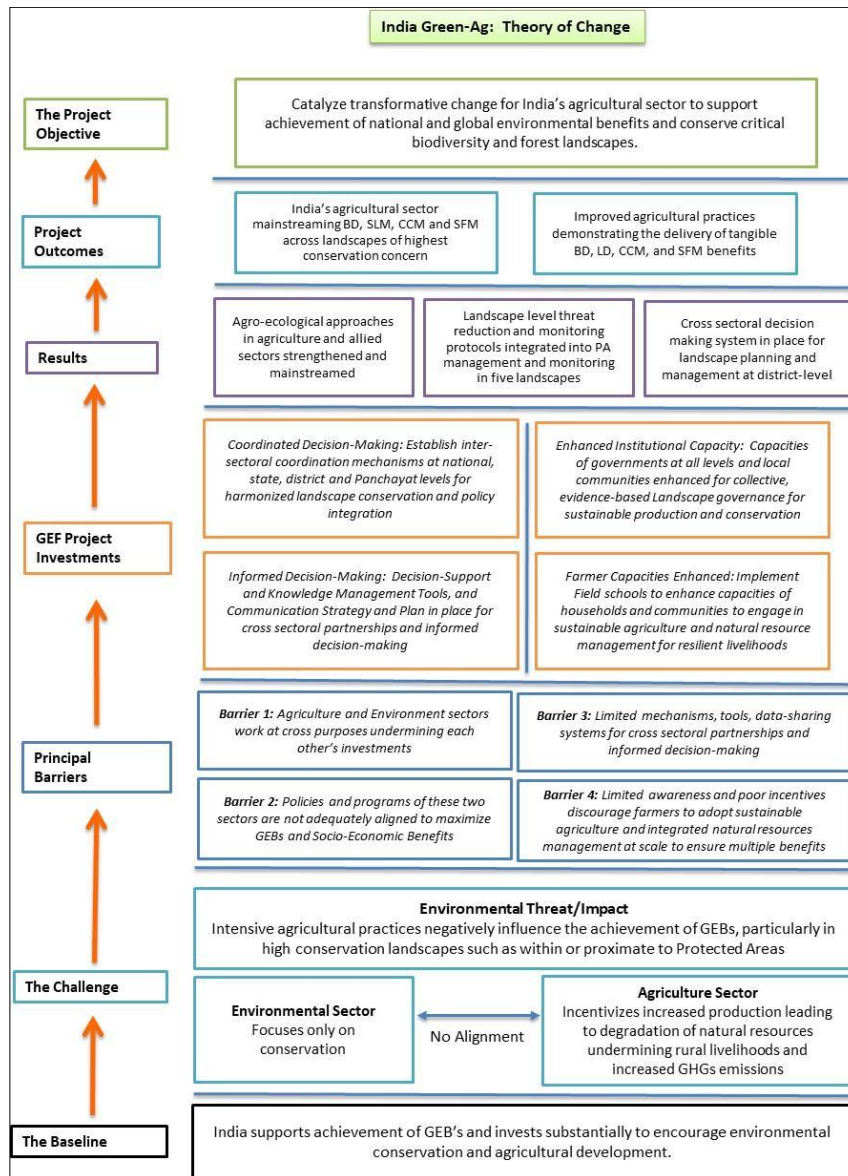 India Green-Ag: Theory of Change
The Project
Objective
Catalyze transformative change for India's agricultural sector to support
achievement of national and global environmental benefits and conserve critical
biodiversity and forest landscapes.
Project
Outcomes
India's agricultural sector
mainstreaming BD, SLM, CCM and SFM
across landscapes of highest
conservation concern
Improved agricultural practices
demonstrating the delivery of tangible
BD, LD, CCM, and SFM benefits
Results
Agro-ecological approaches
in agriculture and allied
sectors strengthened and
mainstreamed
Landscape level threat
reduction and monitoring
protocols integrated into PA
management and monitoring
in five landscapes
Cross sectoral decision
making system in place for
landscape planning and
management at district-level
GEF Project
Investments
Coordinated Decision-Making: Establish inter-
sectoral coordination mechanisms at national,
state, district and Panchayat levels for
harmonized landscape conservation and policy
integration
Enhanced Institutional Capacity: Capacities
of governments at all levels and local
communities enhanced for collective,
evidence-based Landscape governance for
sustainable production and conservation
Informed Decision-Making: Decision-Support
and Knowledge Management Tools, and
Communication Strategy and Plan in place for
cross sectoral partnerships and informed
decision-making
Farmer Capacities Enhanced: Implement
Field schools to enhance capacities of
households and communities to engage in
sustainable agriculture and natural resource
management for resilient livelihoods
Principal
Barriers
Barrier 1: Agriculture and Environment sectors
work at cross purposes undermining each
other's investments
Barrier 3: Limited mechanisms, tools, data-sharing
systems for cross sectoral partnerships and
informed decision-making
Barrier 2: Policies and programs of these two
sectors are not adequately aligned to maximize
GEBs and Socio-Economic Benefits
Barrier 4: Limited awareness and poor incentives
discourage farmers to adopt sustainable
agriculture and integrated natural resources
management at scale to ensure multiple benefits
The Challenge
Environmental Threat/Impact
Intensive agricultural practices negatively influence the achievement of GEBs, particularly in
high conservation landscapes such as within or proximate to Protected Areas
Environmental Sector
Focuses only on
conservation
No Alignment
Agriculture Sector
Incentivizes increased production leading
to degradation of natural resources
undermining rural livelihoods and
increased GHGs emissions
The Baseline
India supports achievement of GEB's and invests substantially to encourage environmental
conservation and agricultural development.